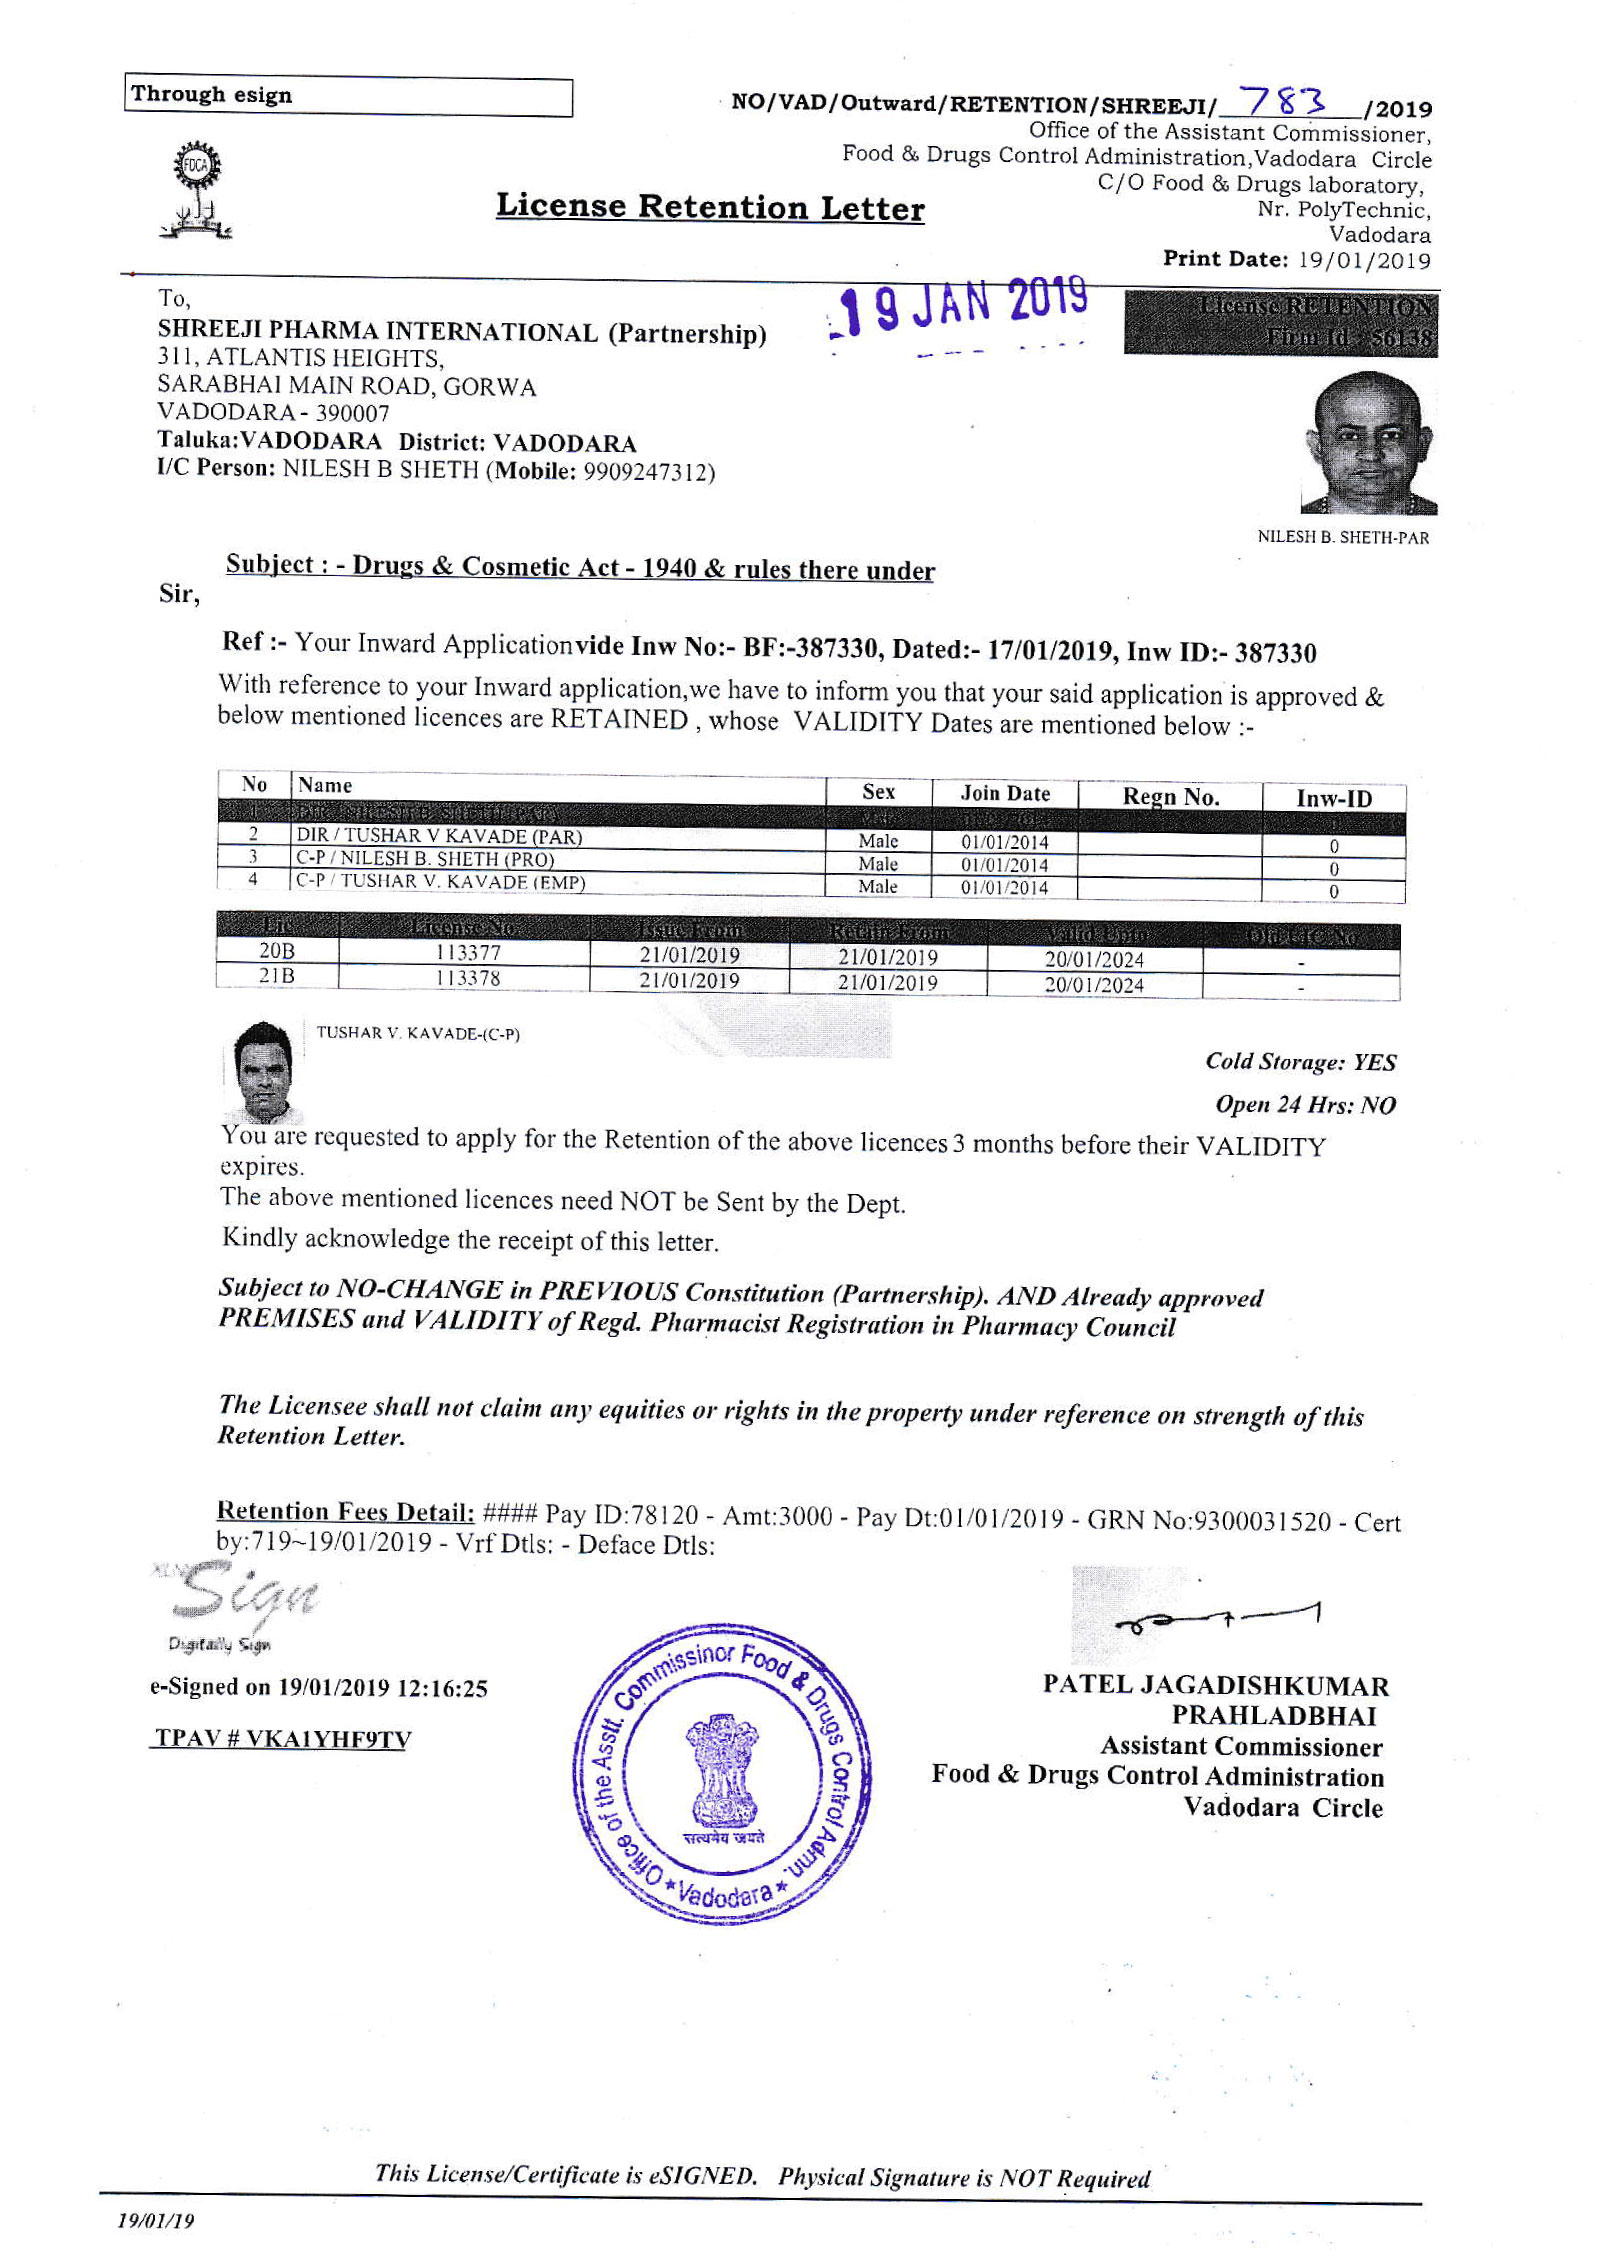 Through esign
NO/VAD/Outward/RETENTION/SHREEJI/ 783 /2019
Office of the Assistant Commissioner,
Food & Drugs Control Administration,Vadodara Circle
C/O Food & Drugs laboratory,
Nr. PolyTechnic,
Vadodara
Print Date: 19/01/2019
FDCA
License Retention Letter
19 JAN 2019
License RETENTION
Firm Id : 56138
To,
SHREEJI PHARMA INTERNATIONAL (Partnership)
311, ATLANTIS HEIGHTS,
SARABHAI MAIN ROAD, GORWA
VADODARA - 390007
Taluka:VADODARA District: VADODARA
I/C Person: NILESH B SHETH (Mobile: 9909247312)
NILESH B. SHETH-PAR
Subject : - Drugs & Cosmetic Act - 1940 & rules there under
Sir,
Ref :- Your Inward Applicationvide Inw No:- BF:-387330, Dated:- 17/01/2019, Inw ID:- 387330
With reference to your Inward application,we have to inform you that your said application is approved &
below mentioned licences are RETAINED , whose VALIDITY Dates are mentioned below :-
No Name Sex Join Date Regn No. Inw-ID
1
2 DIR / TUSHAR V KAVADE (PAR) Male 01/01/2014 0
3 C-P / NILESH B. SHETH (PRO) Male 01/01/2014 0
4 C-P / TUSHAR V. KAVADE (EMP) Male 01/01/2014 0
Lic License No Issue From Retain From Valid Upto Old LIC No
20B 113377 21/01/2019 21/01/2019 20/01/2024 -
21B 113378 21/01/2019 21/01/2019 20/01/2024 -
TUSHAR V. KAVADE-(C-P)
Cold Storage: YES
Open 24 Hrs: NO
You are requested to apply for the Retention of the above licences 3 months before their VALIDITY
expires.
The above mentioned licences need NOT be Sent by the Dept.
Kindly acknowledge the receipt of this letter.
Subject to NO-CHANGE in PREVIOUS Constitution (Partnership). AND Already approved
PREMISES and VALIDITY of Regd. Pharmacist Registration in Pharmacy Council
The Licensee shall not claim any equities or rights in the property under reference on strength of this
Retention Letter.
Retention Fees Detail: #### Pay ID:78120 - Amt:3000 - Pay Dt:01/01/2019 - GRN No:9300031520 - Cert
by:719~19/01/2019 - Vrf Dtls: - Deface Dtls:
Sign
Digitally Sign
e-Signed on 19/01/2019 12:16:25
TPAV # VKA1YHF9TV
Office of the Asstt. Commissinor Food & Drugs Control Admn.
* Vadodara *
सत्यमेव जयते
PATEL JAGADISHKUMAR
PRAHLADBHAI
Assistant Commissioner
Food & Drugs Control Administration
Vadodara Circle
This License/Certificate is eSIGNED. Physical Signature is NOT Required
19/01/19